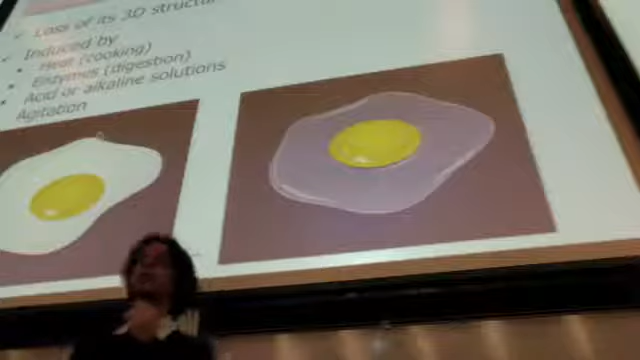 ✓ Loss of its 3D structu
✓ Induced by
• Heat (cooking)
• Enzymes (digestion)
• Acid or alkaline solutions
• Agitation